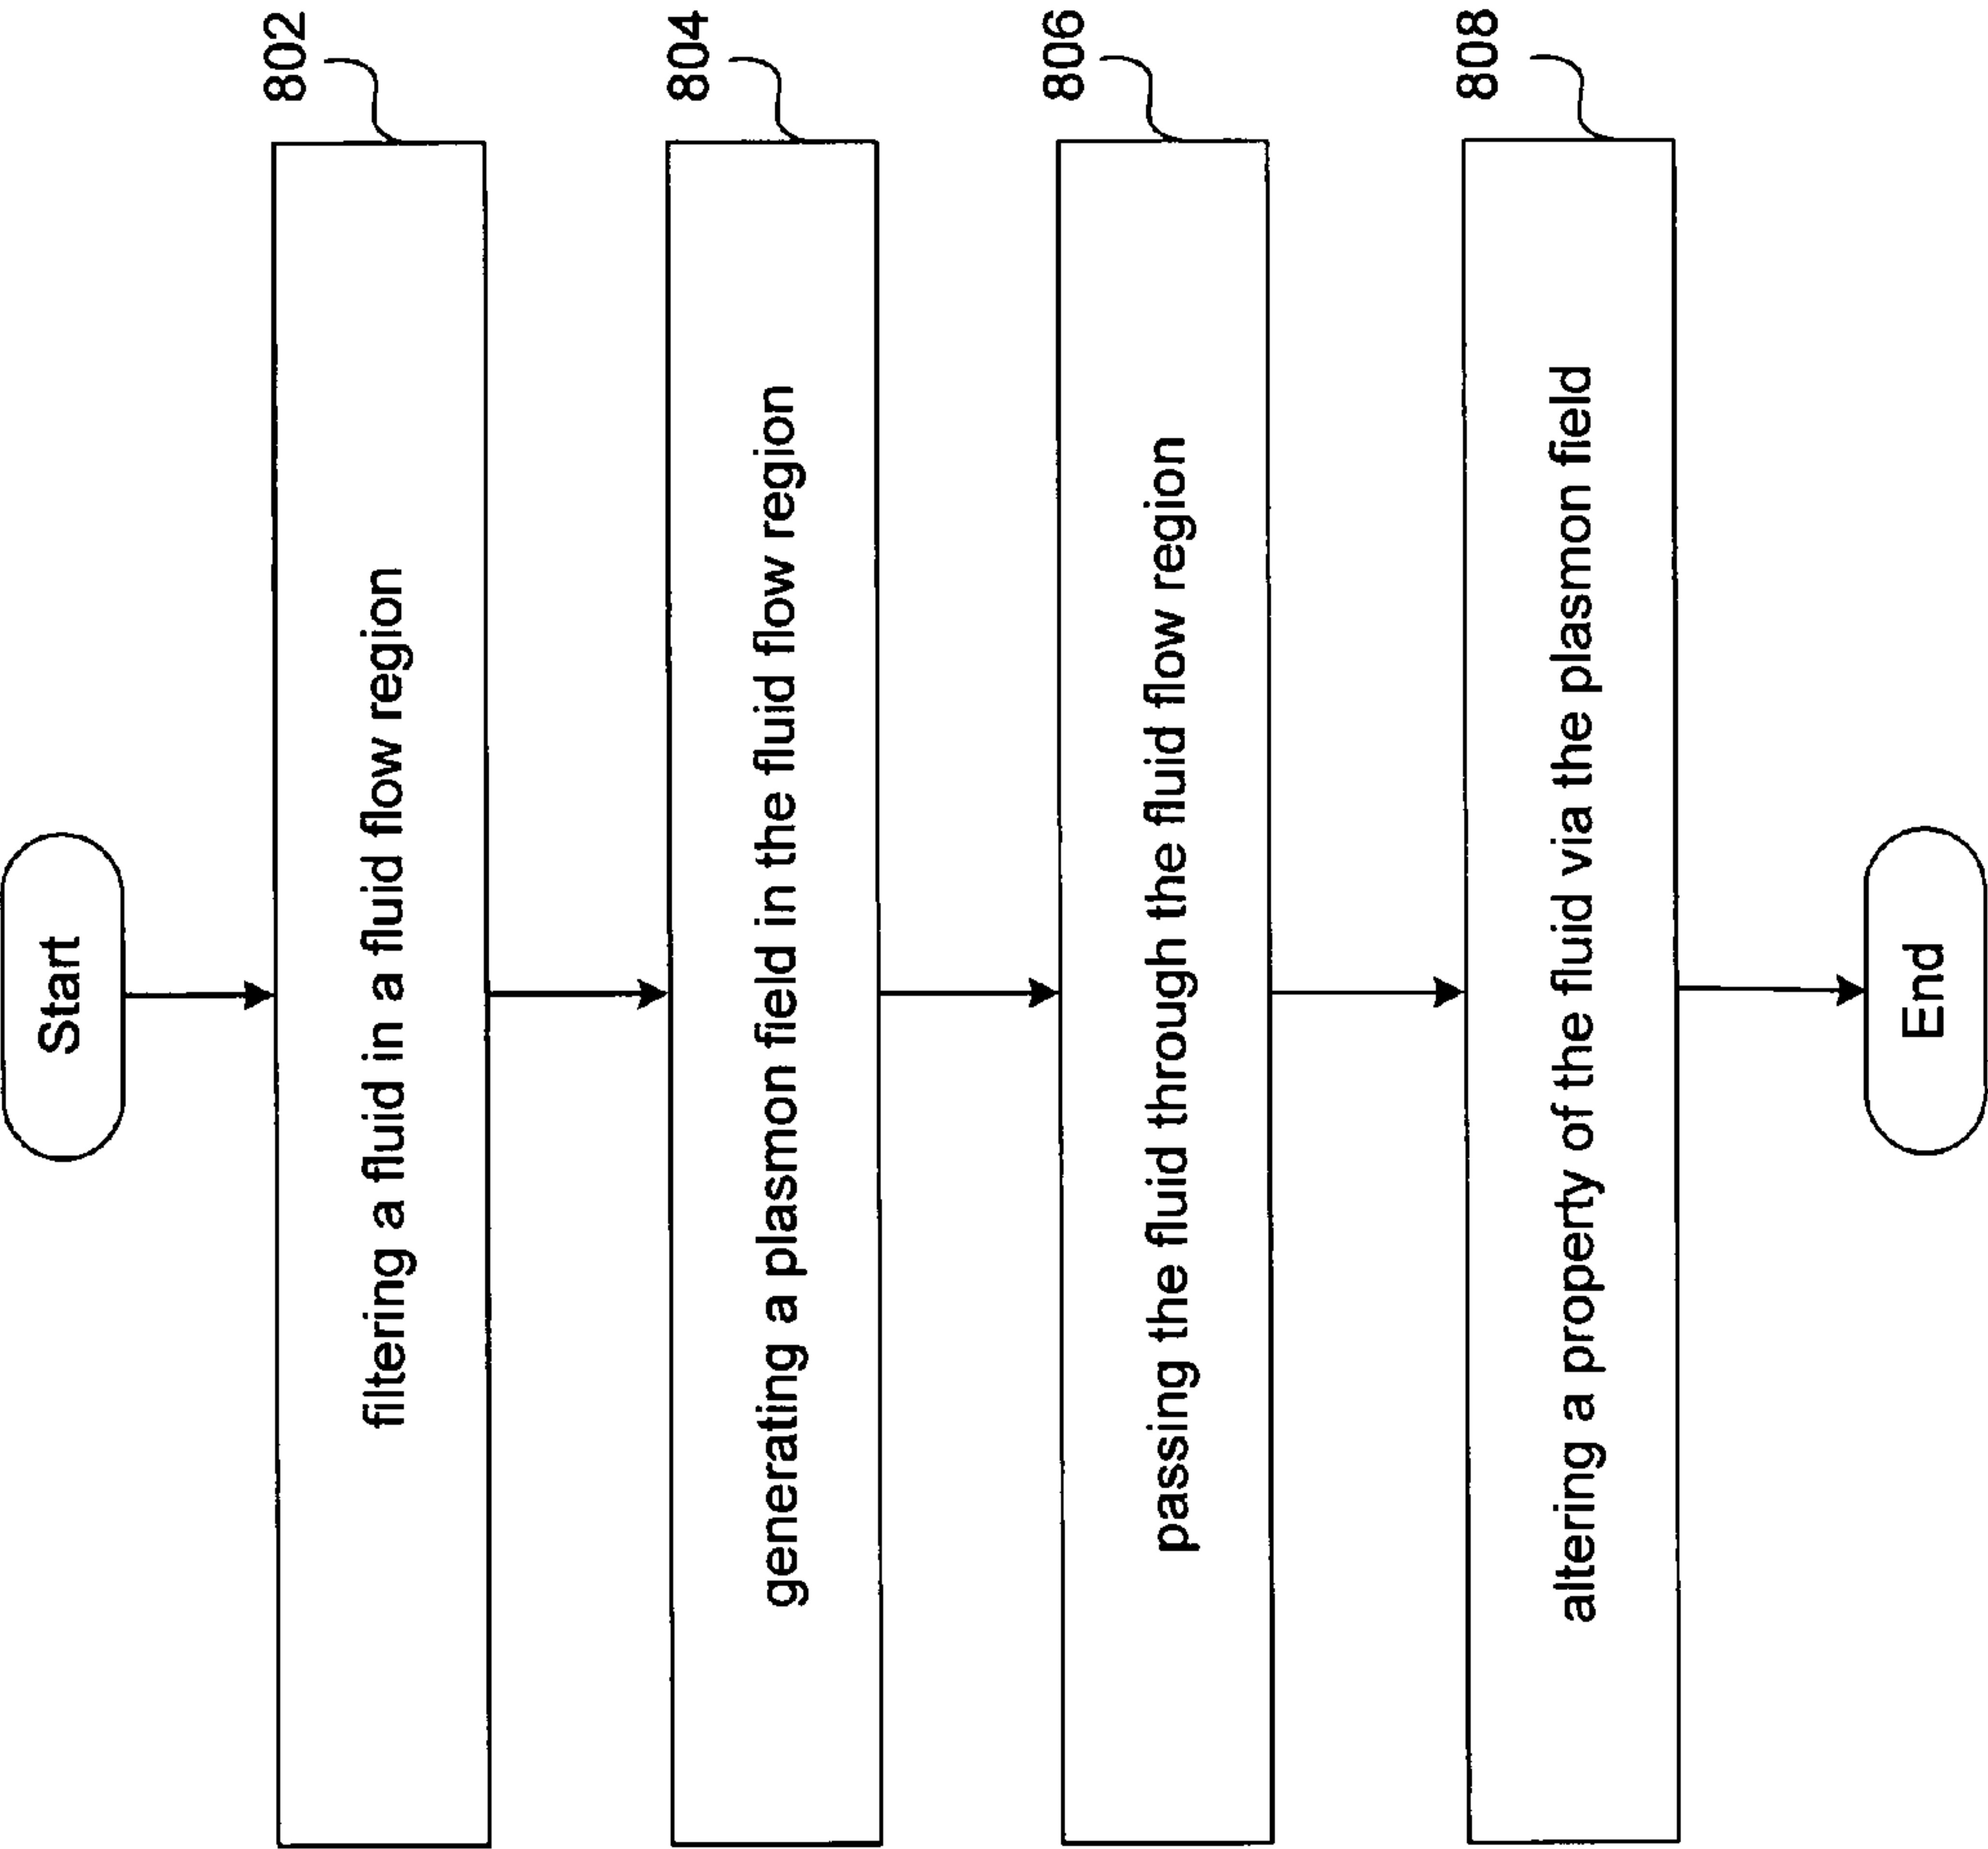 Start
802
filtering a fluid in a fluid flow region
804
generating a plasmon field in the fluid flow region
806
passing the fluid through the fluid flow region
808
altering a property of the fluid via the plasmon field
End